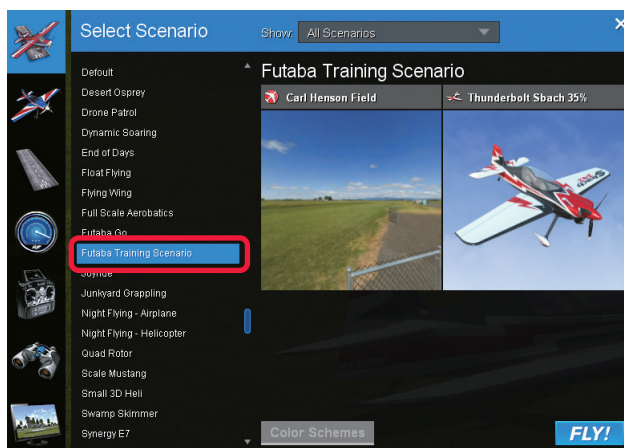 Select Scenario
Show: All Scenarios
×
Default
Desert Osprey
Drone Patrol
Dynamic Soaring
End of Days
Float Flying
Flying Wing
Full Scale Aerobatics
Futaba Go
Futaba Training Scenario
Joyride
Junkyard Grappling
Night Flying - Airplane
Night Flying - Helicopter
Quad Rotor
Scale Mustang
Small 3D Heli
Swamp Skimmer
Synergy E7
Futaba Training Scenario
Carl Henson Field
Thunderbolt Sbach 35%
Color Schemes
FLY!